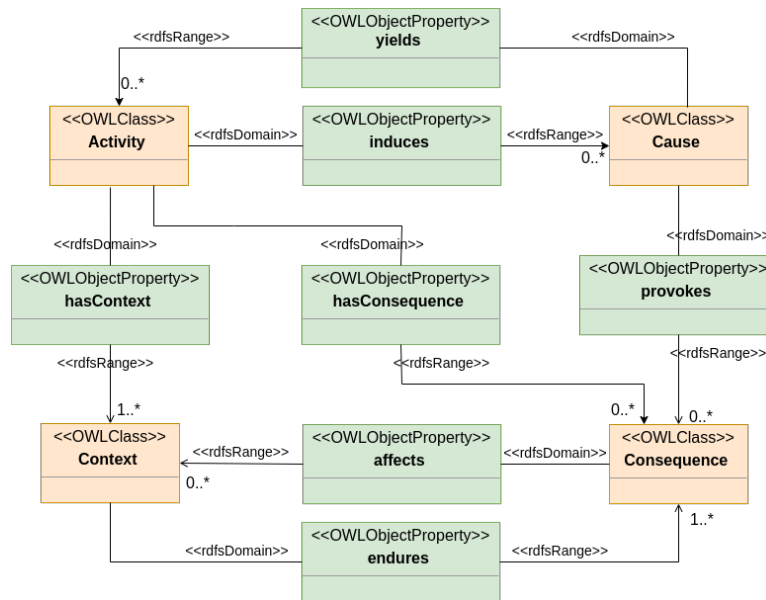 <<OWLObjectProperty>>
yields
<<rdfsRange>>
<<rdfsDomain>>
0..*
<<OWLClass>>
Activity
<<rdfsDomain>>
<<OWLObjectProperty>>
induces
<<rdfsRange>>
0..*
<<OWLClass>>
Cause
<<rdfsDomain>>
<<rdfsDomain>>
<<rdfsDomain>>
<<OWLObjectProperty>>
hasContext
<<OWLObjectProperty>>
hasConsequence
<<OWLObjectProperty>>
provokes
<<rdfsRange>>
<<rdfsRange>>
<<rdfsRange>>
1..*
0..*
0..*
<<OWLClass>>
Context
<<rdfsRange>>
0..*
<<OWLObjectProperty>>
affects
<<rdfsDomain>>
<<OWLClass>>
Consequence
1..*
<<rdfsDomain>>
<<OWLObjectProperty>>
endures
<<rdfsRange>>